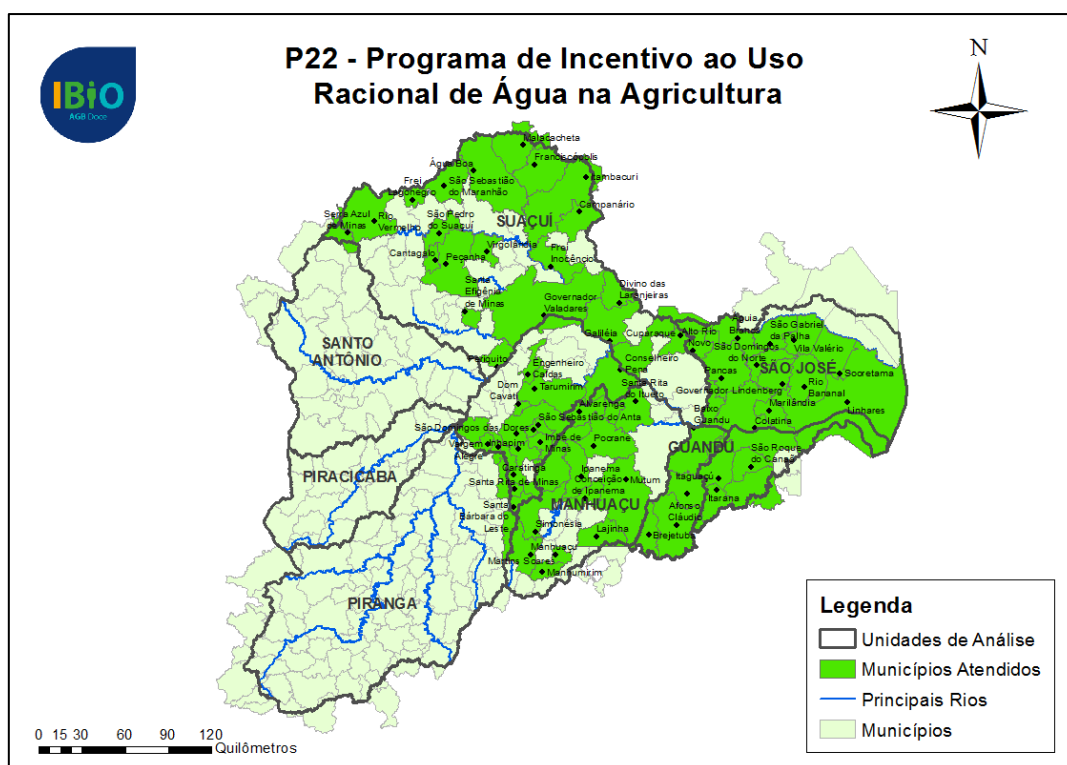 IBiO
AGB Doce
P22 - Programa de Incentivo ao Uso
Racional de Água na Agricultura
N
Malacacheta
Franciscópolis
Água Boa
Itambacuri
São Sebastião
do Maranhão
Frei
Lagonegro
Campanário
Serra Azul
de Minas
Rio
Vermelho
São Pedro
do Suaçuí
SUAÇUÍ
Virgolândia
Frei
Inocêncio
Cantagalo
Peçanha
Santa
Efigênia
de Minas
Divino das
Laranjeiras
Governador
Valadares
Águia
Branca
São Gabriel
da Palha
Galiléia
Cuparaque
Alto Rio
Novo
São Domingos
do Norte
Vila Valério
SANTO
ANTÔNIO
Periquito
Engenheiro
Caldas
Conselheiro
Pena
Pancas
SÃO JOSÉ
Sooretama
Dom
Cavati
Tarumirim
Santa Rita
do Itueto
Governador Lindenberg
Rio
Bananal
Alvarenga
Baixo
Guandu
Marilândia
Linhares
São Sebastião do Anta
Colatina
São Domingos das Dores
Imbé de
Minas
Pocrane
GUANDÚ
São Roque
do Canaã
Vargem
Alegre
Inhapim
PIRACICABA
Caratinga
Ipanema
Itaguaçú
Santa Rita de Minas
Conceição
de Ipanema
Mutum
Itarana
Santa
Bárbara do
Leste
MANHUAÇU
Afonso
Cláudio
Simonésia
Lajinha
Brejetuba
Manhuaçu
Martins Soares
Manhumirim
PIRANGA
Legenda
Unidades de Análise
Municípios Atendidos
Principais Rios
Municípios
0 15 30 60 90 120
Quilômetros